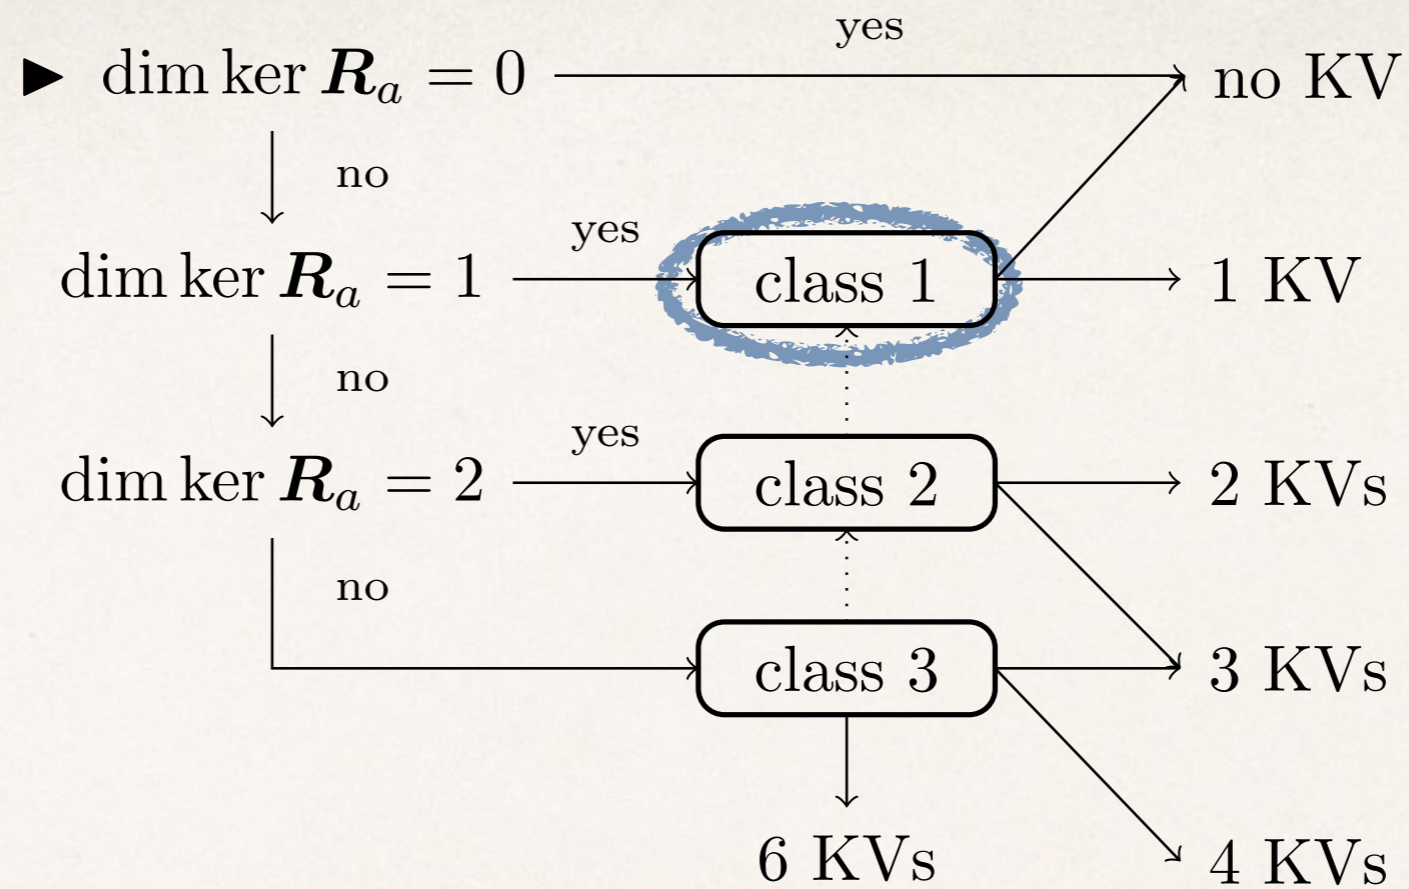 yes
▶ dim ker R_a = 0 no KV
no
yes
dim ker R_a = 1 class 1 1 KV
no
yes
dim ker R_a = 2 class 2 2 KVs
no
class 3 3 KVs
6 KVs 4 KVs